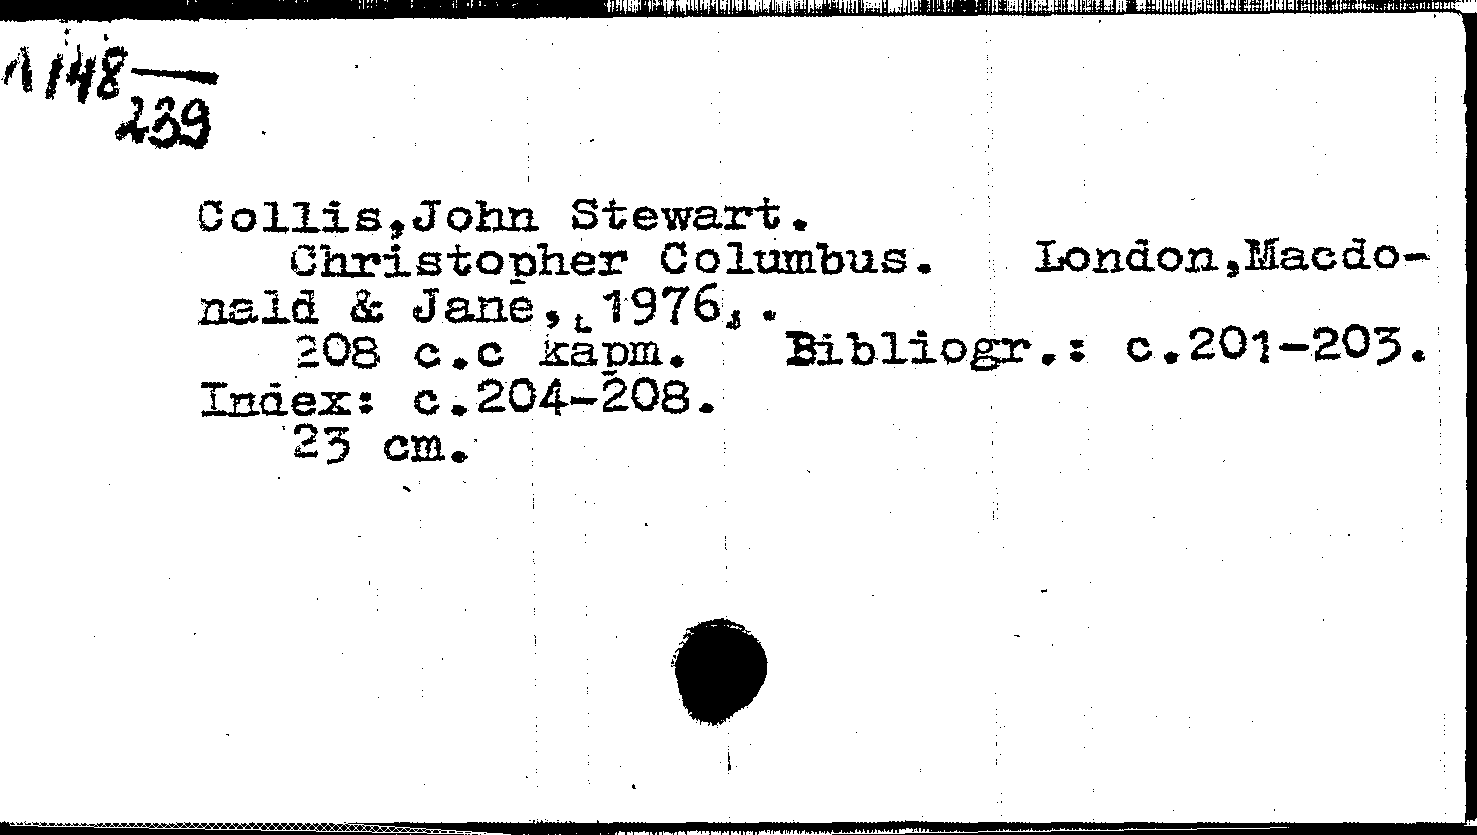 л 148—
239
Collis,John Stewart.
Christopher Columbus. London,Macdo-
nald & Jane, [1976].
208 с.с карт. Bibliogr.: с.201-203.
Index: с.204-208.
23 cm.